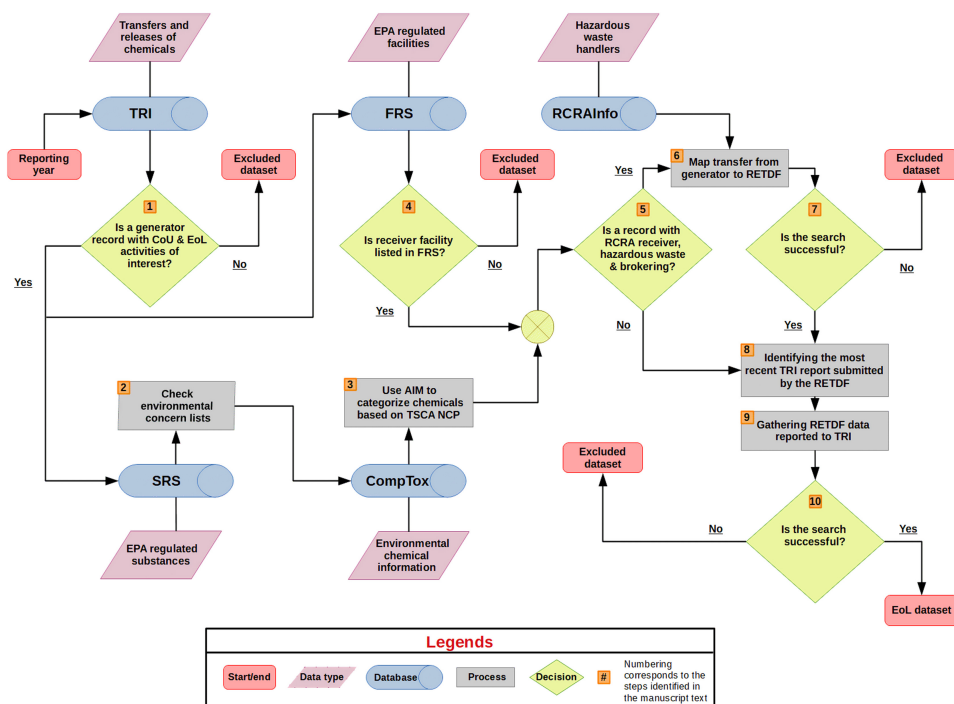 Transfers and
releases of
chemicals
EPA regulated
facilities
Hazardous
waste
handlers
TRI
FRS
RCRAInfo
Reporting
year
Excluded
dataset
Excluded
dataset
6
Map transfer from
generator to RETDF
Excluded
dataset
Yes
1
Is a generator
record with CoU & EoL
activities of
interest?
4
Is receiver facility
listed in FRS?
5
Is a record with
RCRA receiver,
hazardous waste
& brokering?
7
Is the search
successful?
No
No
No
Yes
Yes
No
Yes
8
Identifying the most
recent TRI report submitted
by the RETDF
2
Check
environmental
concern lists
3
Use AIM to
categorize chemicals
based on TSCA NCP
9
Gathering RETDF data
reported to TRI
Excluded
dataset
SRS
CompTox
10
Is the search
successful?
No
Yes
EPA regulated
substances
Environmental
chemical
information
EoL dataset
Legends
Start/end
Data type
Database
Process
Decision
#
Numbering
corresponds to the
steps identified in
the manuscript text